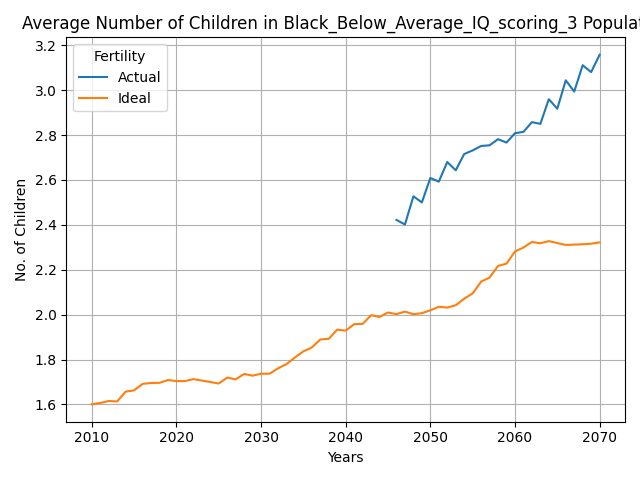 Average Number of Children in Black_Below_Average_IQ_scoring_3 Populat
Fertility
Actual
Ideal
No. of Children
3.2
3.0
2.8
2.6
2.4
2.2
2.0
1.8
1.6
2010 2020 2030 2040 2050 2060 2070
Years